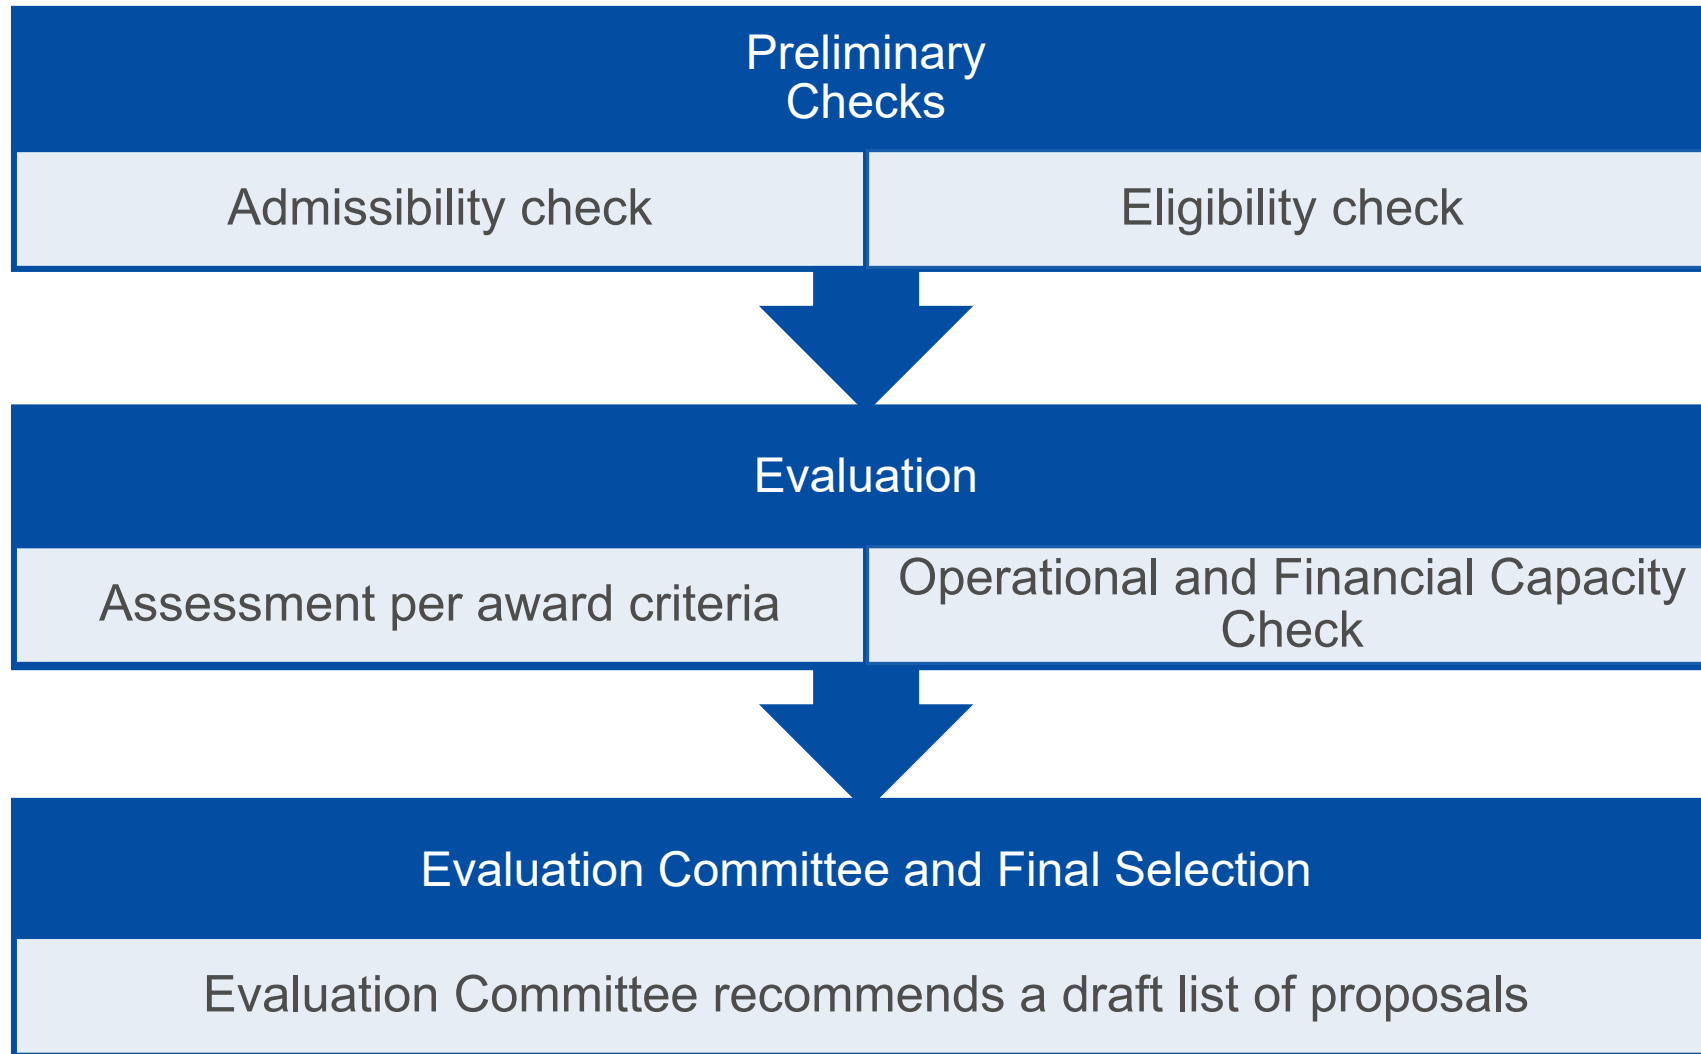 Preliminary
Checks
Admissibility check
Eligibility check
Evaluation
Assessment per award criteria
Operational and Financial Capacity
Check
Evaluation Committee and Final Selection
Evaluation Committee recommends a draft list of proposals